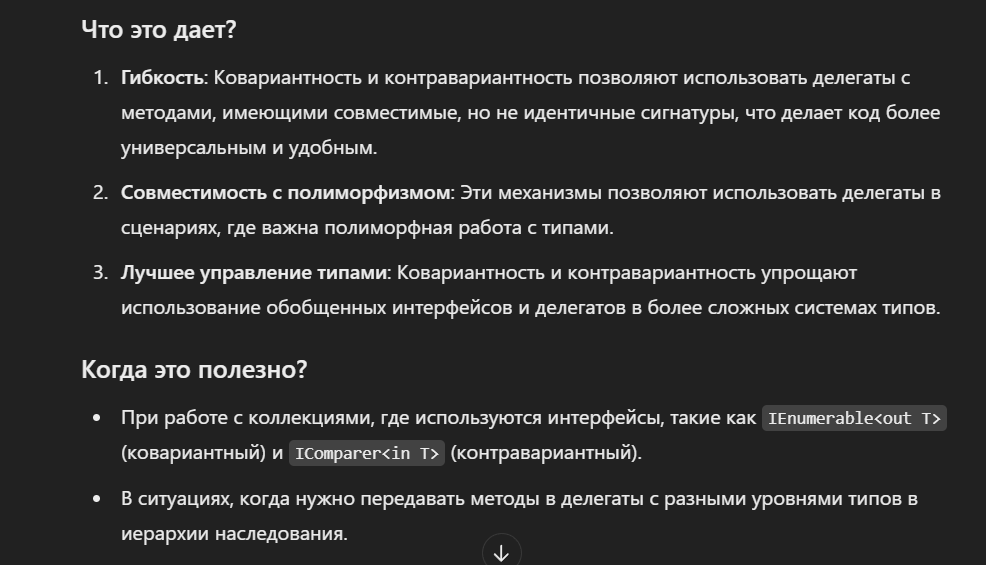 Что это дает?
1. Гибкость: Ковариантность и контравариантность позволяют использовать делегаты с
методами, имеющими совместимые, но не идентичные сигнатуры, что делает код более
универсальным и удобным.
2. Совместимость с полиморфизмом: Эти механизмы позволяют использовать делегаты в
сценариях, где важна полиморфная работа с типами.
3. Лучшее управление типами: Ковариантность и контравариантность упрощают
использование обобщенных интерфейсов и делегатов в более сложных системах типов.
Когда это полезно?
• При работе с коллекциями, где используются интерфейсы, такие как IEnumerable<out T>
(ковариантный) и IComparer<in T> (контравариантный).
• В ситуациях, когда нужно передавать методы в делегаты с разными уровнями типов в
иерархии наследования.